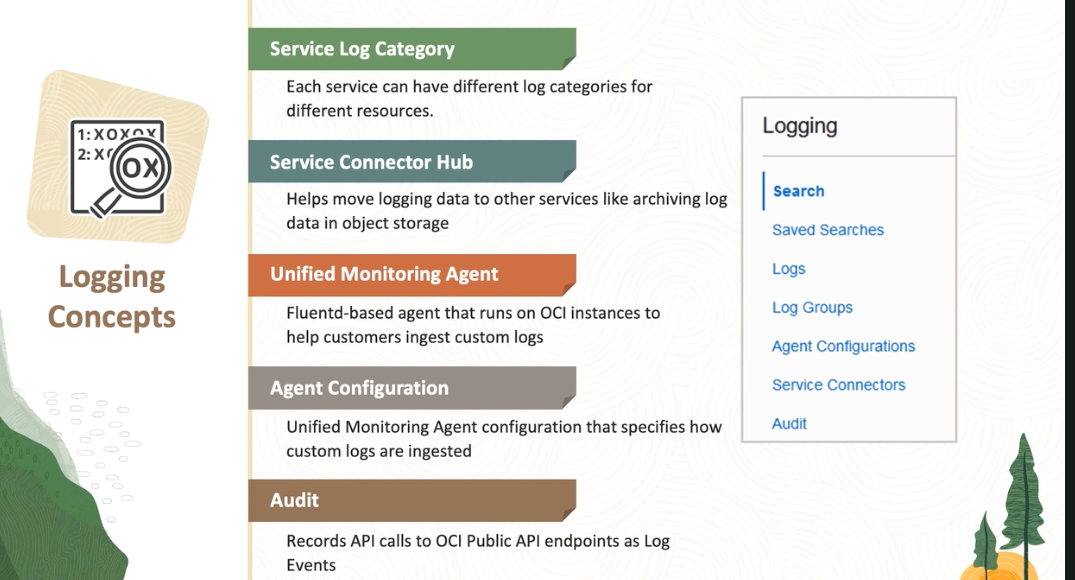 1: XOXOX
2: XO
OX
Logging
Concepts
Service Log Category
Each service can have different log categories for
different resources.
Service Connector Hub
Helps move logging data to other services like archiving log
data in object storage
Unified Monitoring Agent
Fluentd-based agent that runs on OCI instances to
help customers ingest custom logs
Agent Configuration
Unified Monitoring Agent configuration that specifies how
custom logs are ingested
Audit
Records API calls to OCI Public API endpoints as Log
Events
Logging
Search
Saved Searches
Logs
Log Groups
Agent Configurations
Service Connectors
Audit